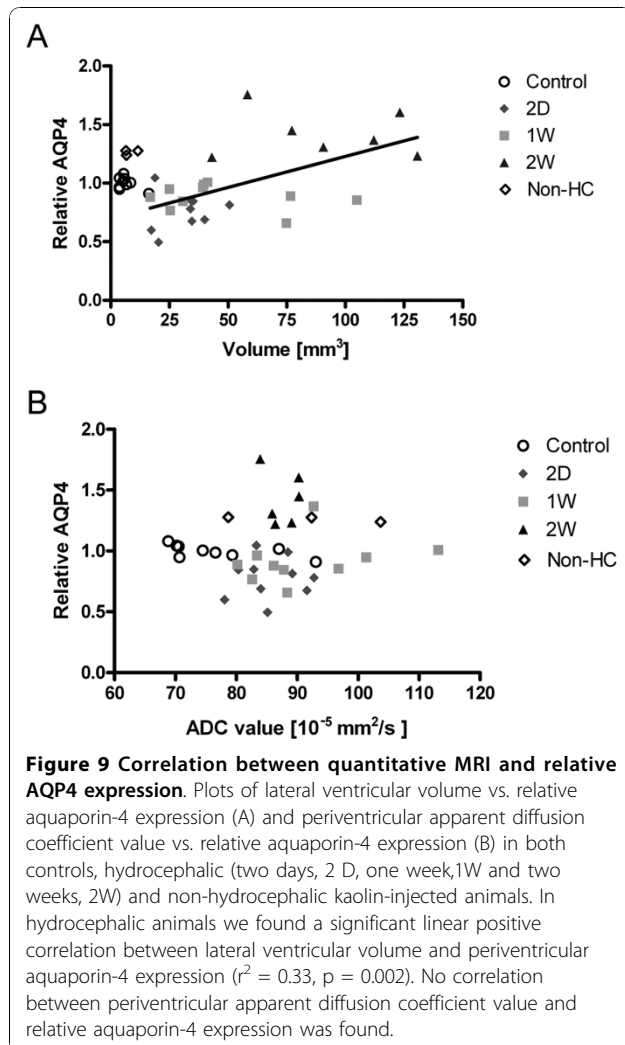 A
Relative AQP4
2.0
1.5
1.0
0.5
0.0
0 25 50 75 100 125 150
Volume [mm³]
Control
2D
1W
2W
Non-HC
B
Relative AQP4
2.0
1.5
1.0
0.5
0.0
60 70 80 90 100 110 120
ADC value [10⁻⁵ mm²/s ]
Control
2D
1W
2W
Non-HC
Figure 9 Correlation between quantitative MRI and relative
AQP4 expression. Plots of lateral ventricular volume vs. relative
aquaporin-4 expression (A) and periventricular apparent diffusion
coefficient value vs. relative aquaporin-4 expression (B) in both
controls, hydrocephalic (two days, 2 D, one week,1W and two
weeks, 2W) and non-hydrocephalic kaolin-injected animals. In
hydrocephalic animals we found a significant linear positive
correlation between lateral ventricular volume and periventricular
aquaporin-4 expression (r² = 0.33, p = 0.002). No correlation
between periventricular apparent diffusion coefficient value and
relative aquaporin-4 expression was found.